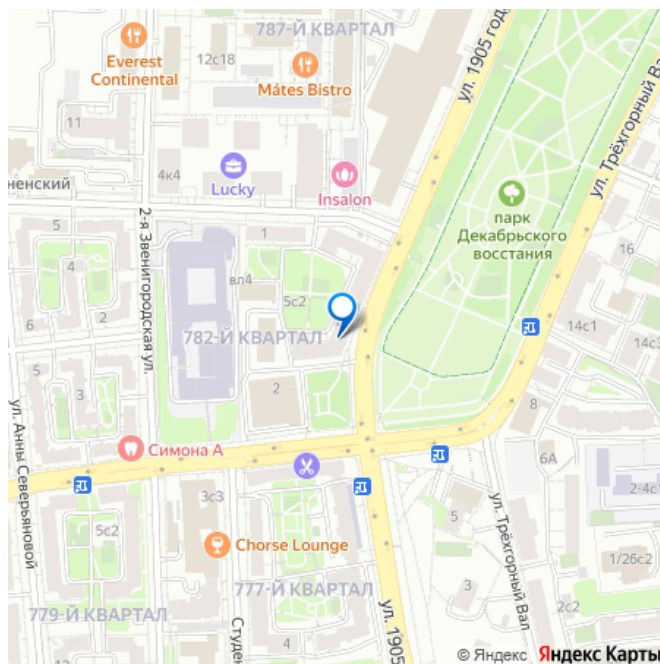 787-Й КВАРТАЛ
Everest
Continental
12с18
Mátes Bistro
ул. 1905 год
11
4к4
Lucky
Insalon
ненский
5
2-я Звенигородская ул.
1
4
вл4
5с2
парк
Декабрьского
восстания
ул. Трёхгорный Ва
16
2
6
782-Й КВАРТАЛ
14с1
14с3
5
3
2
8
ул. Анны Северьяновой
Симона А
6А
3с3
2-4с1
5с2
Chorse Lounge
5
ул. Трёхгорный Вал
1/26с2
777-Й КВАРТАЛ
779-Й КВАРТАЛ
3
2с2
Студен
4
ул. 1905
© Яндекс Яндекс Карты